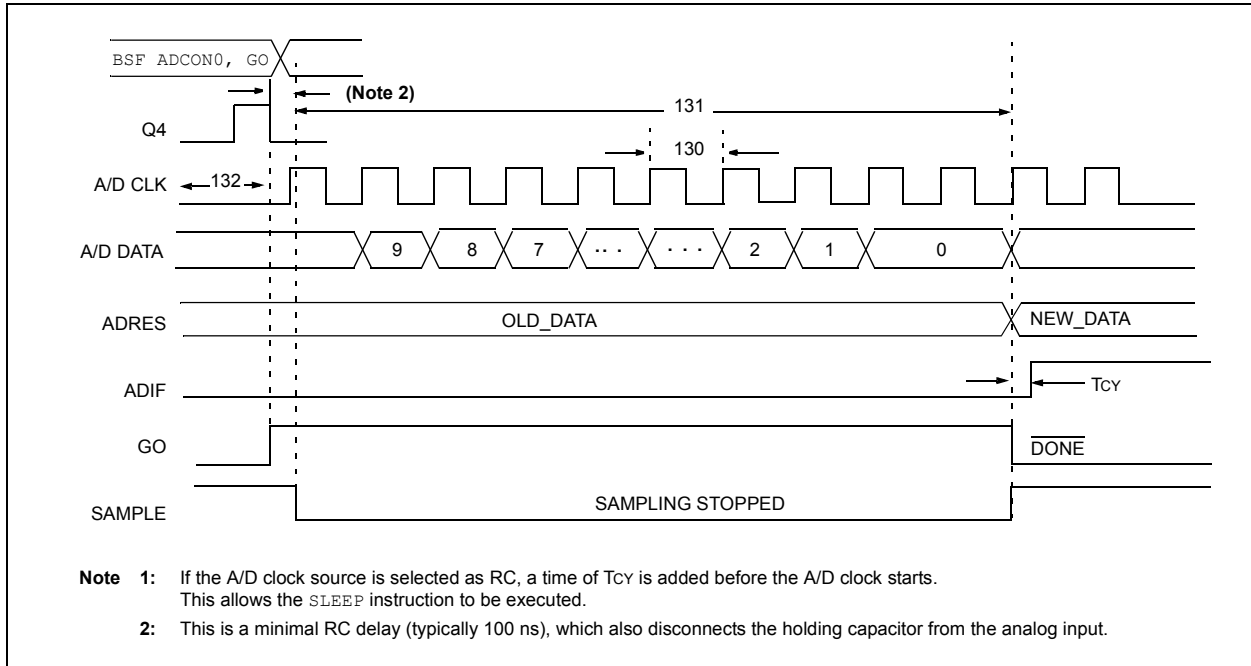 BSF ADCON0, GO
(Note 2)
131
Q4
130
A/D CLK
132
A/D DATA
9
8
7
. . .
. . .
2
1
0
ADRES
OLD_DATA
NEW_DATA
ADIF
TCY
GO
DONE
SAMPLE
SAMPLING STOPPED
Note 1: If the A/D clock source is selected as RC, a time of TCY is added before the A/D clock starts.
This allows the SLEEP instruction to be executed.
2: This is a minimal RC delay (typically 100 ns), which also disconnects the holding capacitor from the analog input.